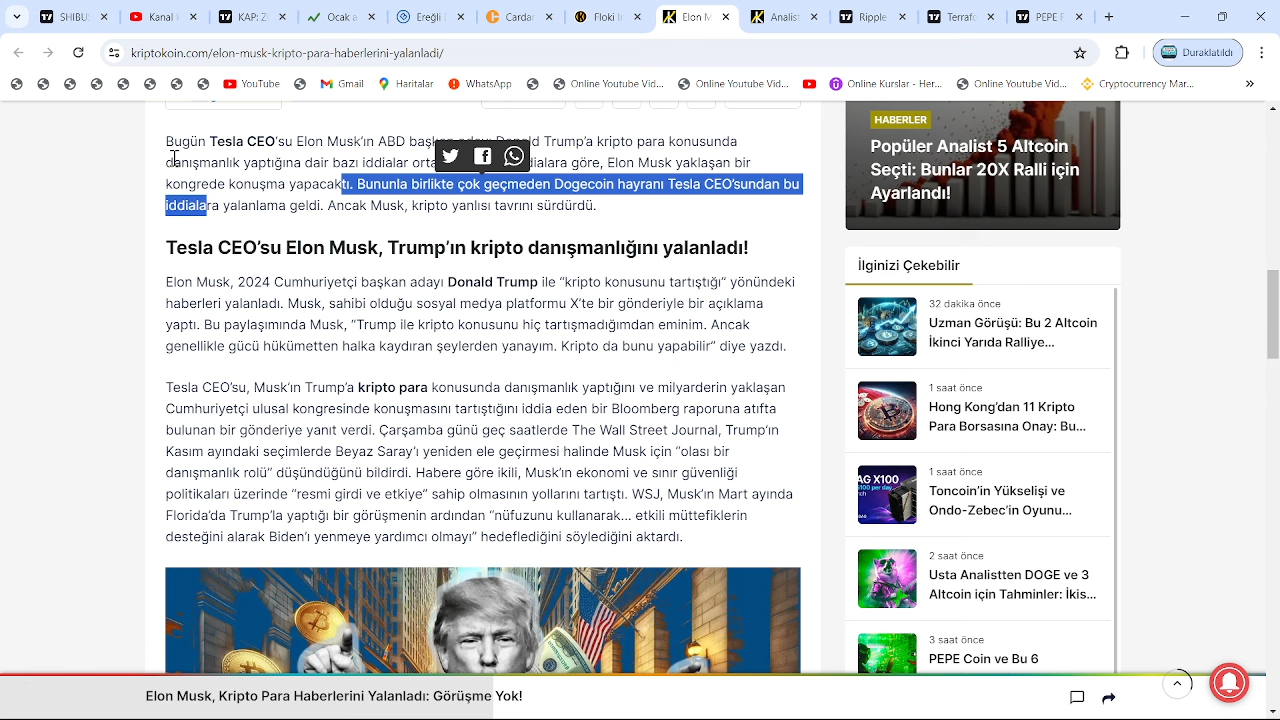 SHIBUS
Kanal i
KAP:
Ocak a
Ereğli
Cardar
Floki
Elon M
Analist
Ripple
Terrafo
PEPE
kriptokoin.com/elon-musk-kripto-para-haberlerini-yalanladi/
Duraklatıldı
YouTube
Gmail
Haritalar
WhatsApp
Online Youtube Vid...
Online Youtube Vid...
Online Kurslar - Her...
Online Youtube Vid...
Cryptocurrency Mar...
Bugün Tesla CEO'su Elon Musk'ın ABD Donald Trump'a kripto para konusunda
danışmanlık yaptığına dair bazı iddialar göre, Elon Musk yaklaşan bir
kongrede konuşma yapacaktı. Bununla birlikte çok geçmeden Dogecoin hayranı Tesla CEO'sundan bu
iddialara yalanlama geldi. Ancak Musk, kripto yanlısı tavrını sürdürdü.
Tesla CEO'su Elon Musk, Trump'ın kripto danışmanlığını yalanladı!
Elon Musk, 2024 Cumhuriyetçi başkan adayı Donald Trump ile “kripto konusunu tartıştığı” yönündeki
haberleri yalanladı. Musk, sahibi olduğu sosyal medya platformu X'te bir gönderiyle bir açıklama
yaptı. Bu paylaşımında Musk, “Trump ile kripto konusunu hiç tartışmadığımdan eminim. Ancak
genellikle gücü hükümetten halka kaydıran şeylerden yanayım. Kripto da bunu yapabilir” diye yazdı.
Tesla CEO'su, Musk'ın Trump'a kripto para konusunda danışmanlık yaptığını ve milyarderin yaklaşan
Cumhuriyetçi ulusal kongresinde konuşmasını tartıştığını iddia eden bir Bloomberg raporuna atıfta
bulunan bir gönderiye yanıt verdi. Çarşamba günü geç saatlerde The Wall Street Journal, Trump'ın
Kasım ayındaki seçimlerde Beyaz Saray'ı yeniden ele geçirmesi halinde Musk için “olası bir
danışmanlık rolü” düşündüğünü bildirdi. Habere göre ikili, Musk'ın ekonomi ve sınır güvenliği
politikaları üzerinde “resmi girdi ve etkiye sahip olmasının yollarını tartıştı. WSJ, Musk'ın Mart ayında
Florida'da Trump'la yaptığı bir görüşmenin ardından “nüfuzunu kullanarak... etkili müttefiklerin
desteğini alarak Biden'ı yenmeye yardımcı olmayı” hedeflediğini söylediğini aktardı.
HABERLER
Popüler Analist 5 Altcoin
Seçti: Bunlar 20X Ralli için
Ayarlandı!
İlginizi Çekebilir
32 dakika önce
Uzman Görüşü: Bu 2 Altcoin
İkinci Yarıda Ralliye...
1 saat önce
Hong Kong'dan 11 Kripto
Para Borsasına Onay: Bu...
AG X100
1 saat önce
Toncoin'in Yükselişi ve
Ondo-Zebec'in Oyunu...
2 saat önce
Usta Analistten DOGE ve 3
Altcoin için Tahminler: İkis...
3 saat önce
PEPE Coin ve Bu 6
Elon Musk, Kripto Para Haberlerini Yalanladı: Görüşme Yok!